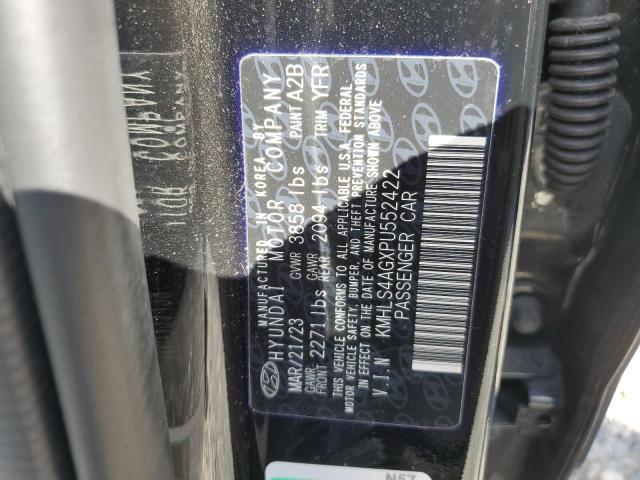 MANUFACTURED IN KOREA BY
HYUNDAI MOTOR COMPANY
MAR/21/23 GVWR 3858 lbs PAINT A2B
GAWR FRONT 2271 lbs GAWR REAR 2094 lbs TRIM YFR
THIS VEHICLE CONFORMS TO ALL APPLICABLE U.S.A. FEDERAL
MOTOR VEHICLE SAFETY, BUMPER, AND THEFT PREVENTION STANDARDS
IN EFFECT ON THE DATE OF MANUFACTURE SHOWN ABOVE
V.I.N KMHLS4AGXPU552422
PASSENGER CAR
N5Z